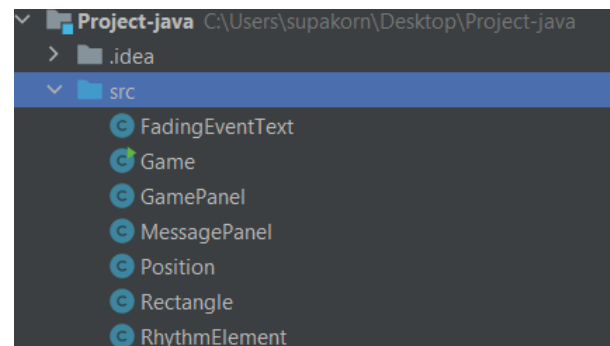 Project-java C:\Users\supakorn\Desktop\Project-java
.idea
src
FadingEventText
Game
GamePanel
MessagePanel
Position
Rectangle
RhythmElement